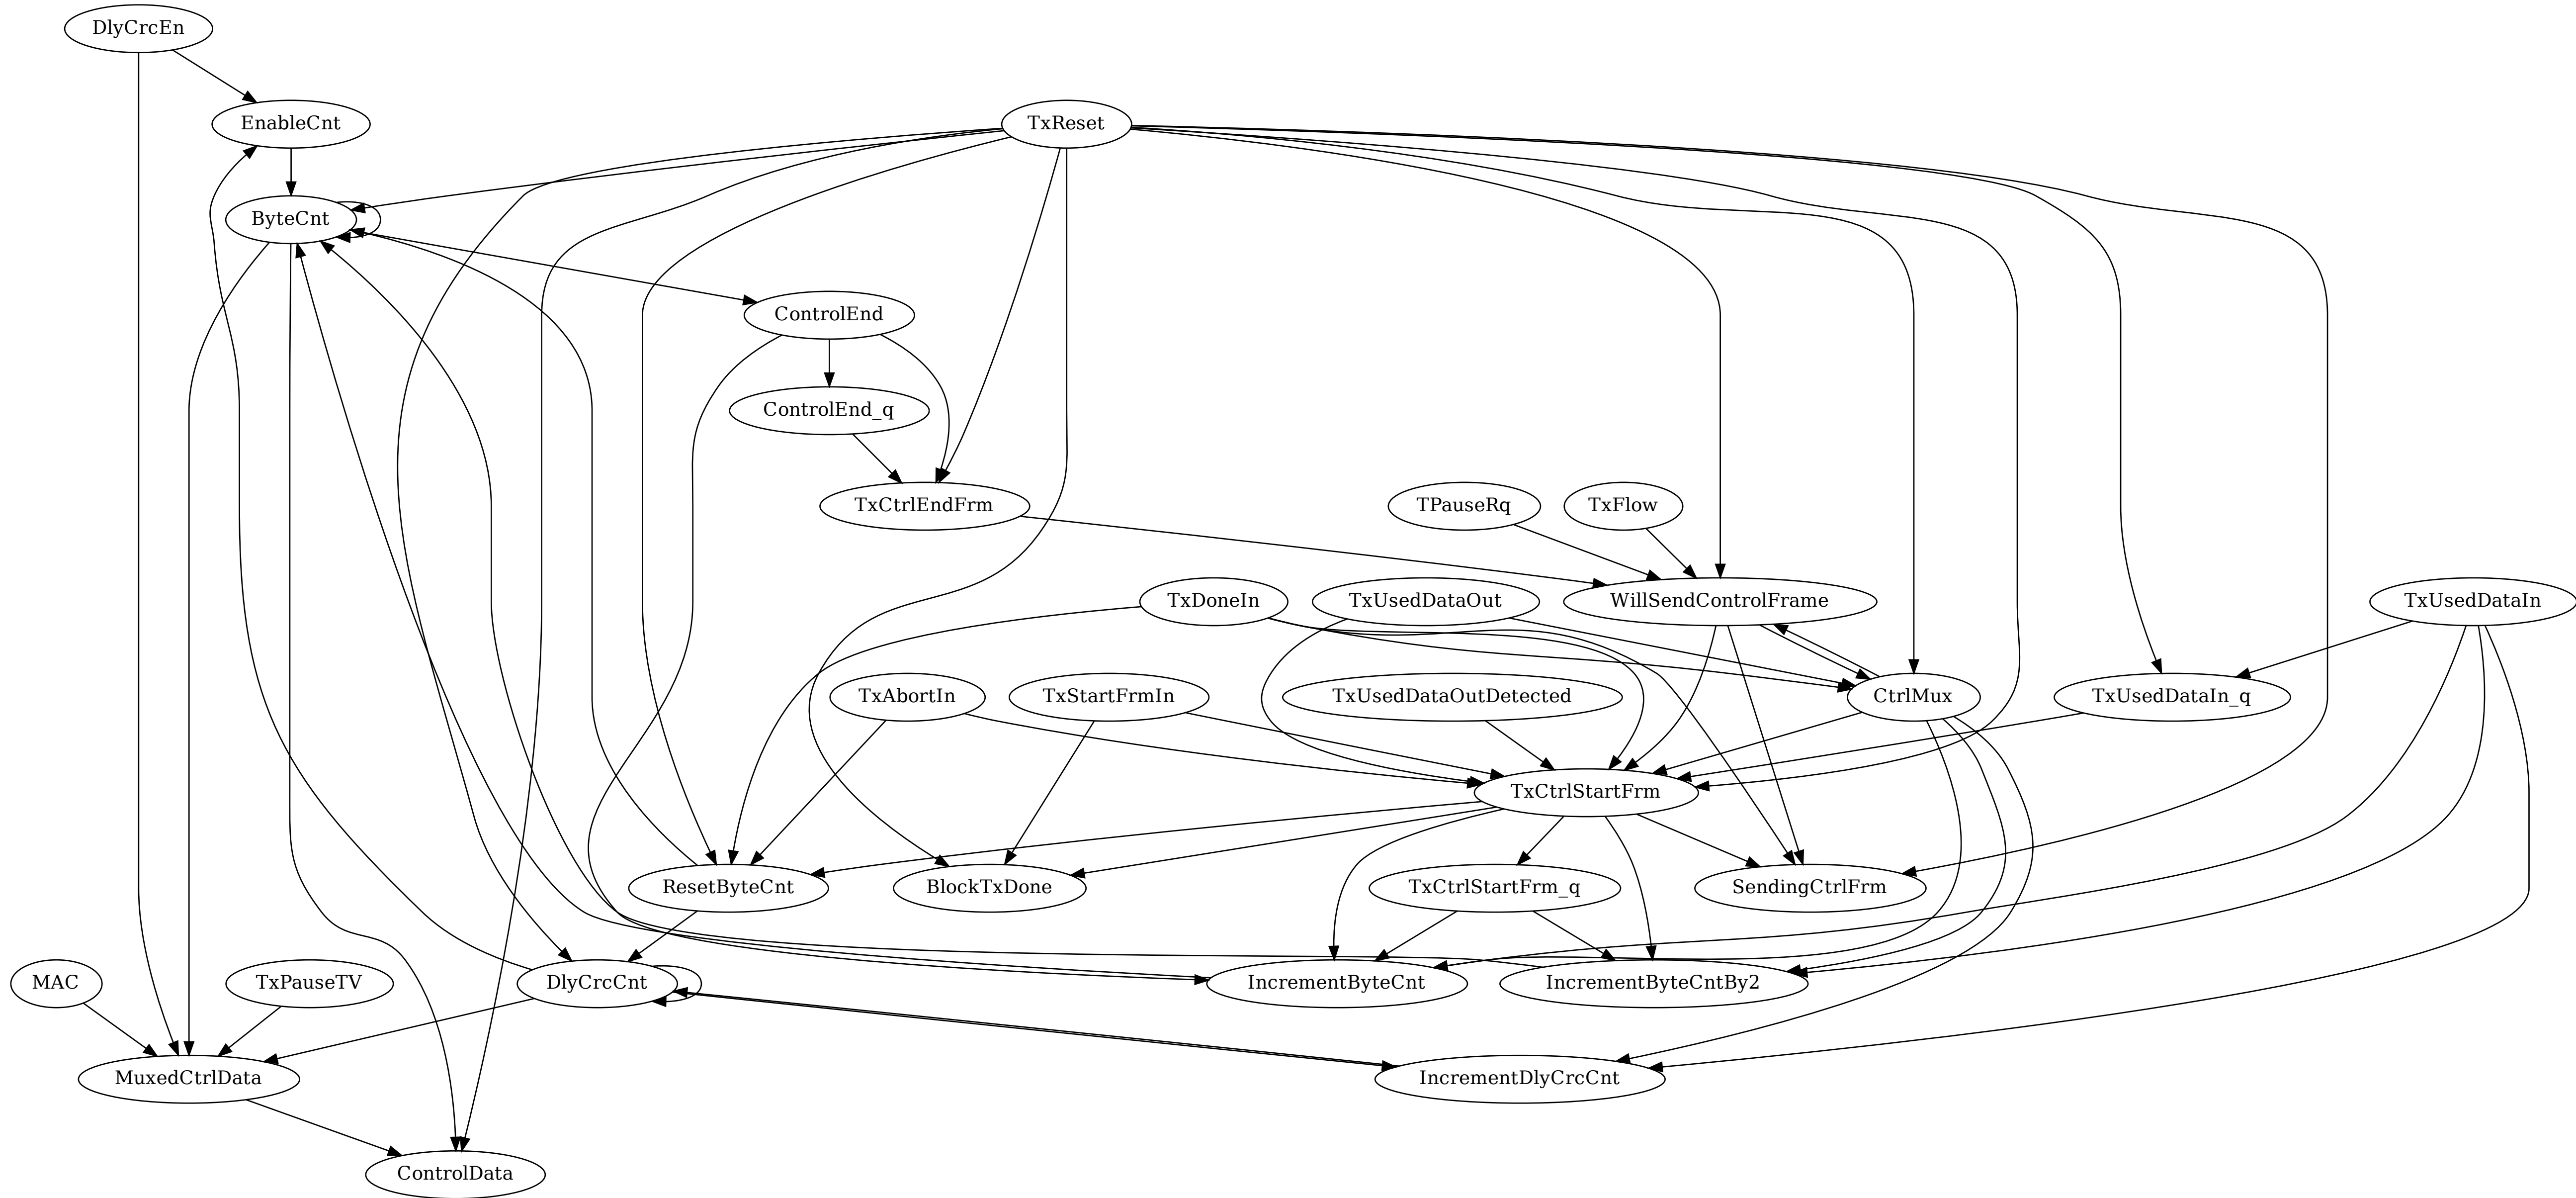 DlyCrcEn
EnableCnt
TxReset
ByteCnt
ControlEnd
ControlEnd_q
TxCtrlEndFrm
TPauseRq
TxFlow
TxDoneIn
TxUsedDataOut
WillSendControlFrame
TxUsedDataIn
TxAbortIn
TxStartFrmIn
TxUsedDataOutDetected
CtrlMux
TxUsedDataIn_q
TxCtrlStartFrm
ResetByteCnt
BlockTxDone
TxCtrlStartFrm_q
SendingCtrlFrm
MAC
TxPauseTV
DlyCrcCnt
IncrementByteCnt
IncrementByteCntBy2
MuxedCtrlData
IncrementDlyCrcCnt
ControlData